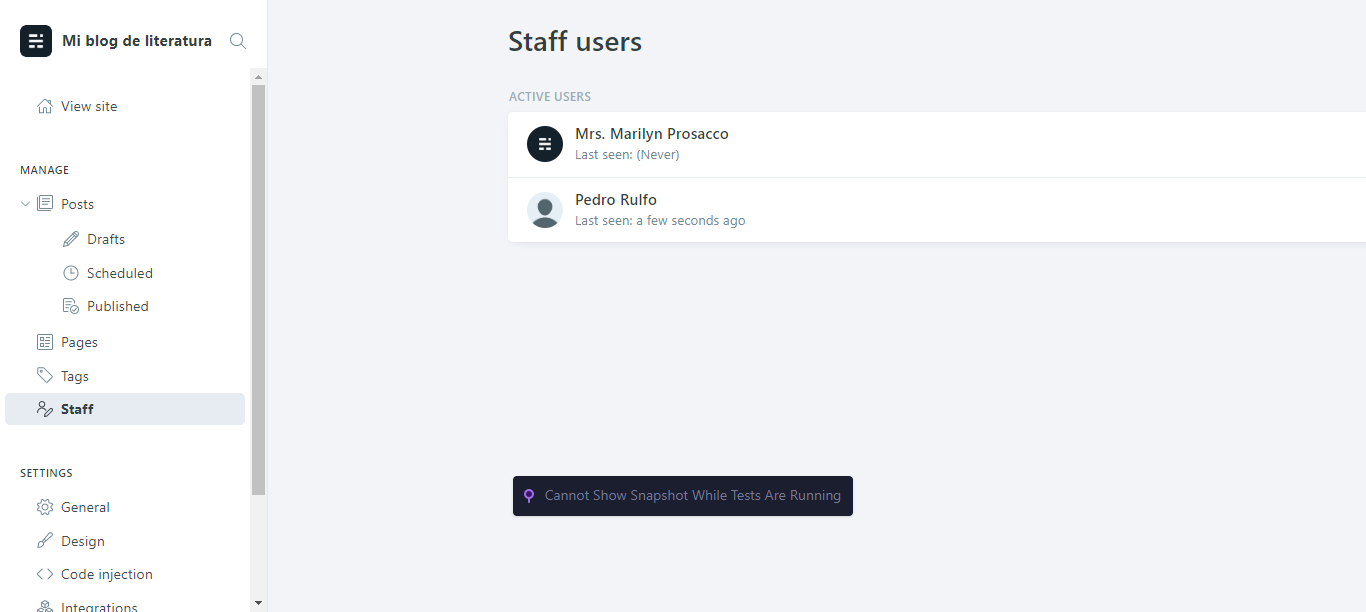 Mi blog de literatura
View site
MANAGE
Posts
Drafts
Scheduled
Published
Pages
Tags
Staff
SETTINGS
General
Design
Code injection
Integrations
Staff users
ACTIVE USERS
Mrs. Marilyn Prosacco
Last seen: (Never)
Pedro Rulfo
Last seen: a few seconds ago
Cannot Show Snapshot While Tests Are Running